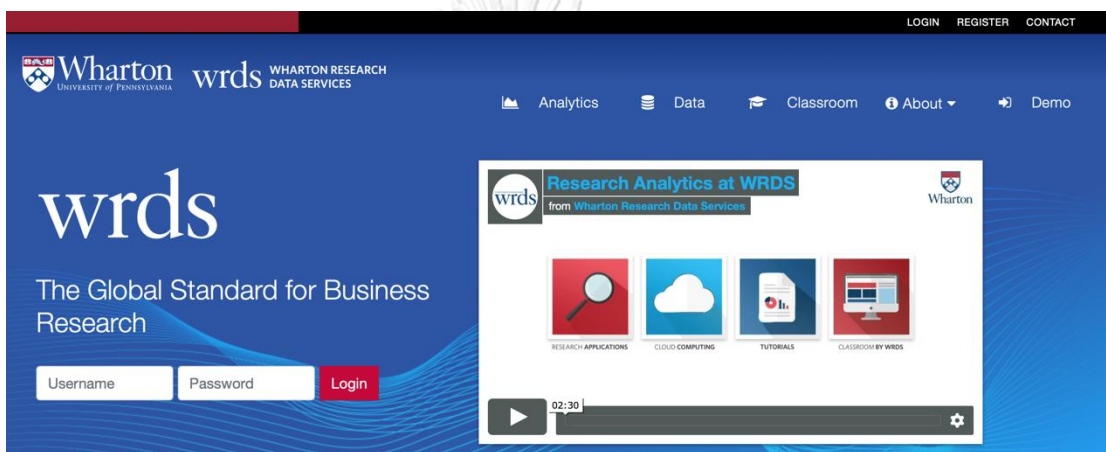 LOGIN REGISTER CONTACT
Wharton
UNIVERSITY of PENNSYLVANIA
wrds WHARTON RESEARCH
DATA SERVICES
Analytics Data Classroom About Demo
wrds
The Global Standard for Business
Research
Username Password Login
wrds
Research Analytics at WRDS
from Wharton Research Data Services
Wharton
RESEARCH APPLICATIONS CLOUD COMPUTING TUTORIALS CLASSROOM BY WRDS
02:30